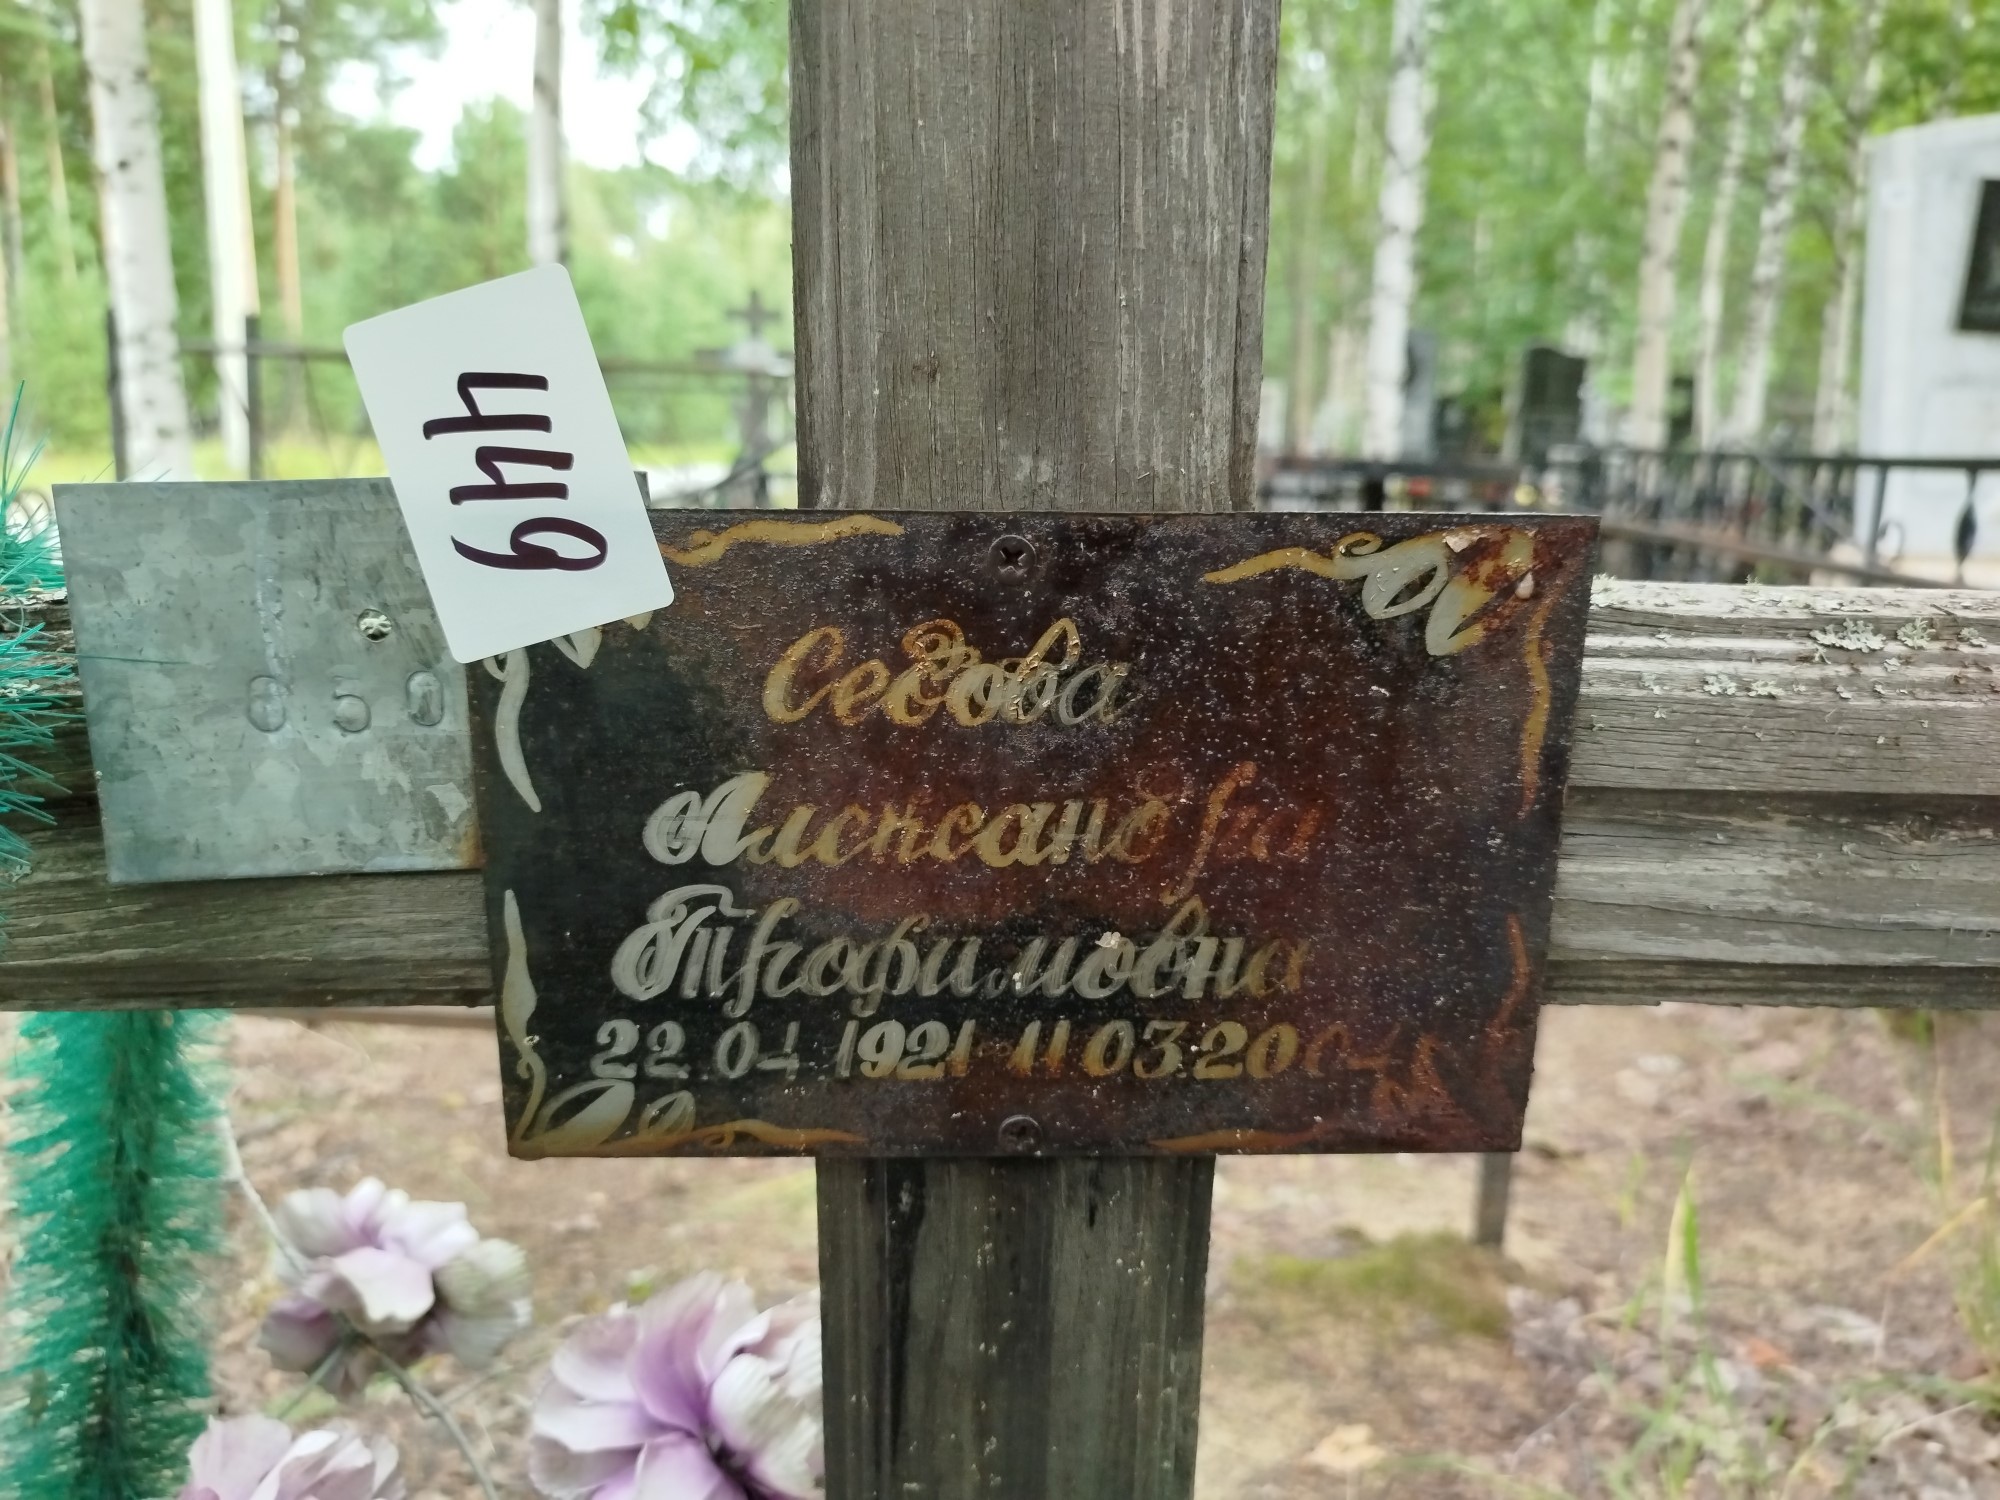 449
650
Седова
Александра
Трофимовна
22.04.1921 11.03.2004